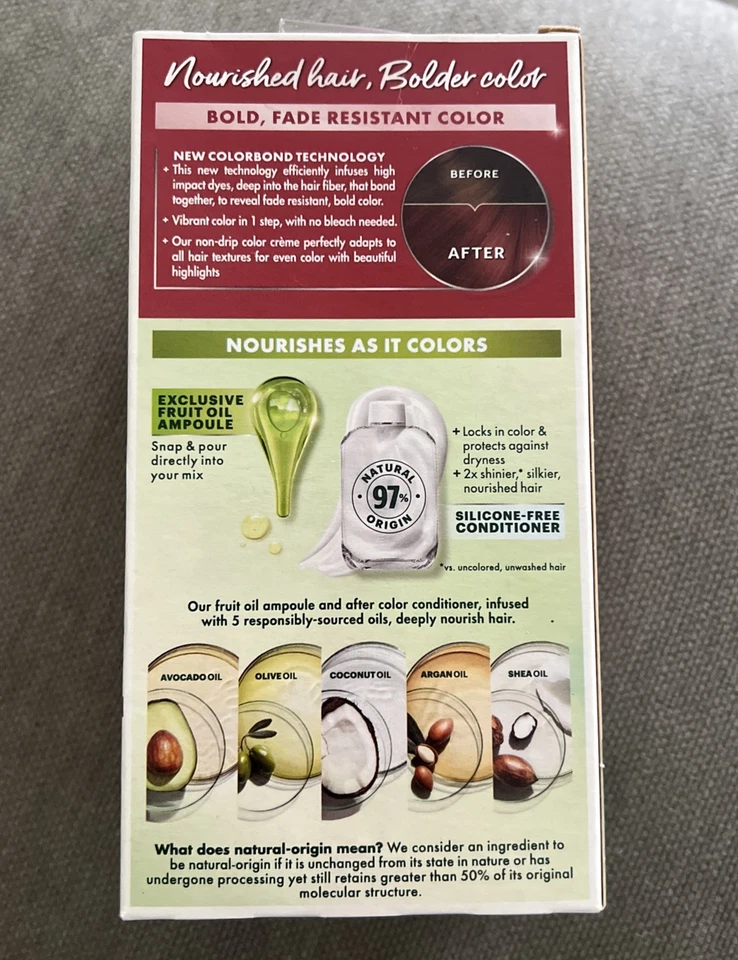 Nourished hair, Bolder color
BOLD, FADE RESISTANT COLOR
NEW COLORBOND TECHNOLOGY
+ This new technology efficiently infuses high
impact dyes, deep into the hair fiber, that bond
together, to reveal fade resistant, bold color.
+ Vibrant color in 1 step, with no bleach needed.
+ Our non-drip color crème perfectly adapts to
all hair textures for even color with beautiful
highlights
BEFORE
AFTER
NOURISHES AS IT COLORS
EXCLUSIVE
FRUIT OIL
AMPOULE
Snap & pour
directly into
your mix
NATURAL
97%
ORIGIN
+ Locks in color &
protects against
dryness
+ 2x shinier,* silkier,
nourished hair
SILICONE-FREE
CONDITIONER
*vs. uncolored, unwashed hair
Our fruit oil ampoule and after color conditioner, infused
with 5 responsibly-sourced oils, deeply nourish hair.
AVOCADO OIL
OLIVE OIL
COCONUT OIL
ARGAN OIL
SHEA OIL
What does natural-origin mean? We consider an ingredient to
be natural-origin if it is unchanged from its state in nature or has
undergone processing yet still retains greater than 50% of its original
molecular structure.